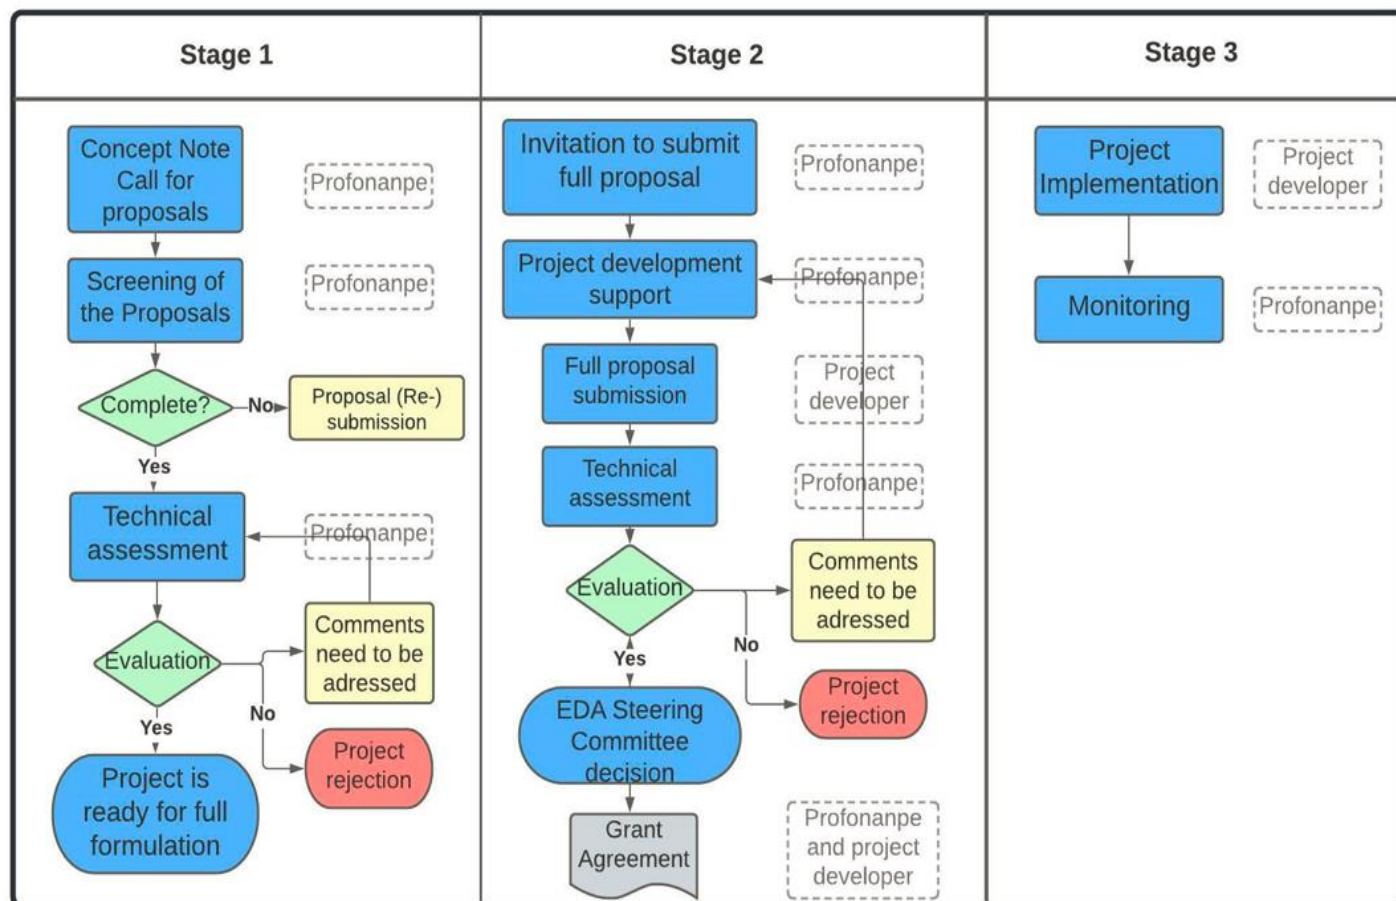 Stage 1
Concept Note
Call for
proposals
Profonanpe
Screening of
the Proposals
Profonanpe
Complete?
No
Proposal (Re-)
submission
Yes
Technical
assessment
Profonanpe
Evaluation
Comments
need to be
adressed
No
Project
rejection
Yes
Project is
ready for full
formulation
Stage 2
Invitation to submit
full proposal
Profonanpe
Project development
support
Profonanpe
Full proposal
submission
Project
developer
Technical
assessment
Profonanpe
Evaluation
Comments
need to be
adressed
No
Project
rejection
Yes
EDA Steering
Committee
decision
Grant
Agreement
Profonanpe
and project
developer
Stage 3
Project
Implementation
Project
developer
Monitoring
Profonanpe